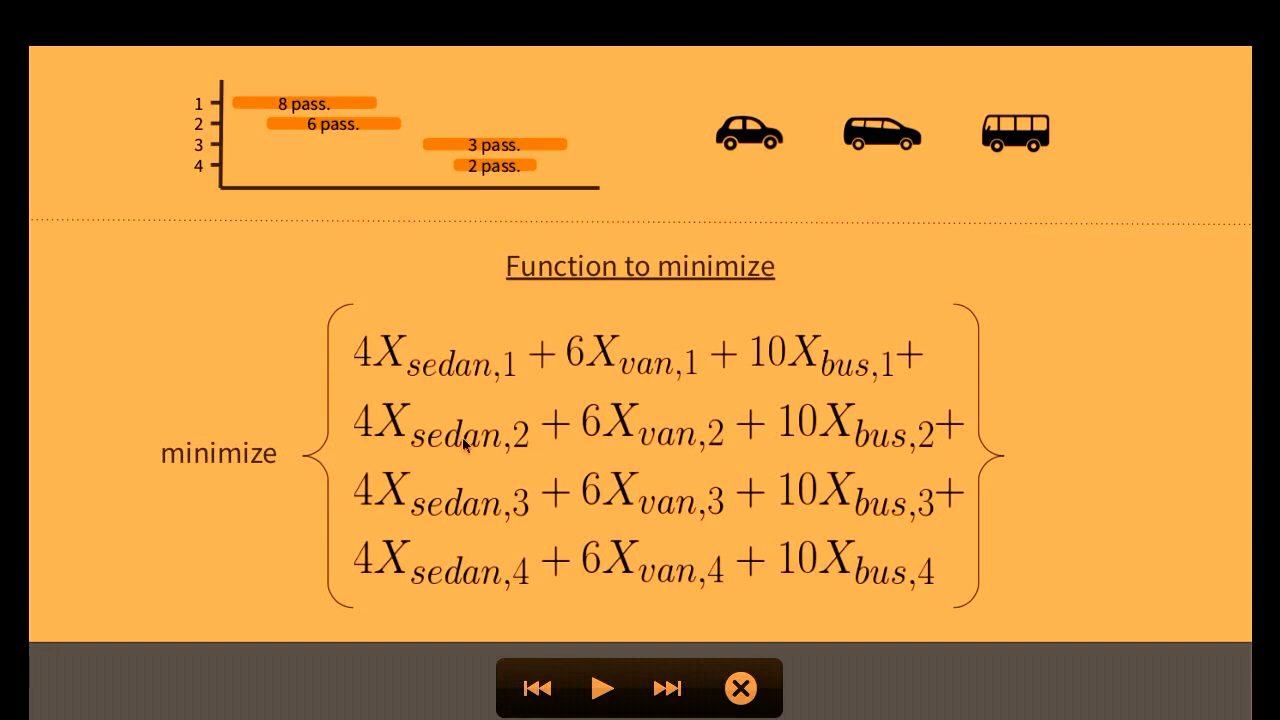 1 8 pass.
2 6 pass.
3 3 pass.
4 2 pass.
Function to minimize
minimize
4X_{sedan,1} + 6X_{van,1} + 10X_{bus,1}+
4X_{sedan,2} + 6X_{van,2} + 10X_{bus,2}+
4X_{sedan,3} + 6X_{van,3} + 10X_{bus,3}+
4X_{sedan,4} + 6X_{van,4} + 10X_{bus,4}